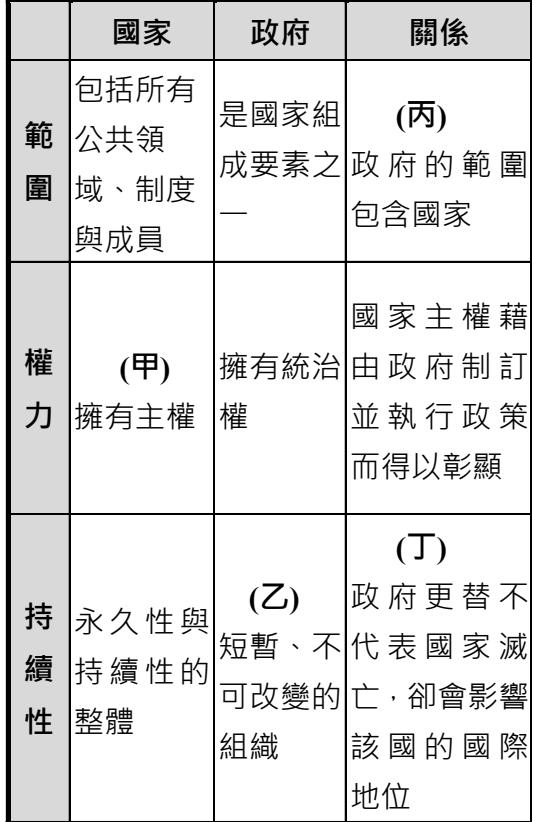 國家 政府 關係
範圍
包括所有
公共領
域、制度
與成員
是國家組
成要素之
一
(丙)
政府的範圍
包含國家
權力
(甲)
擁有主權
擁有統治
權
國家主權藉
由政府制訂
並執行政策
而得以彰顯
持續性
永久性與
持續性的
整體
(乙)
短暫、不
可改變的
組織
(丁)
政府更替不
代表國家滅
亡，卻會影響
該國的國際
地位